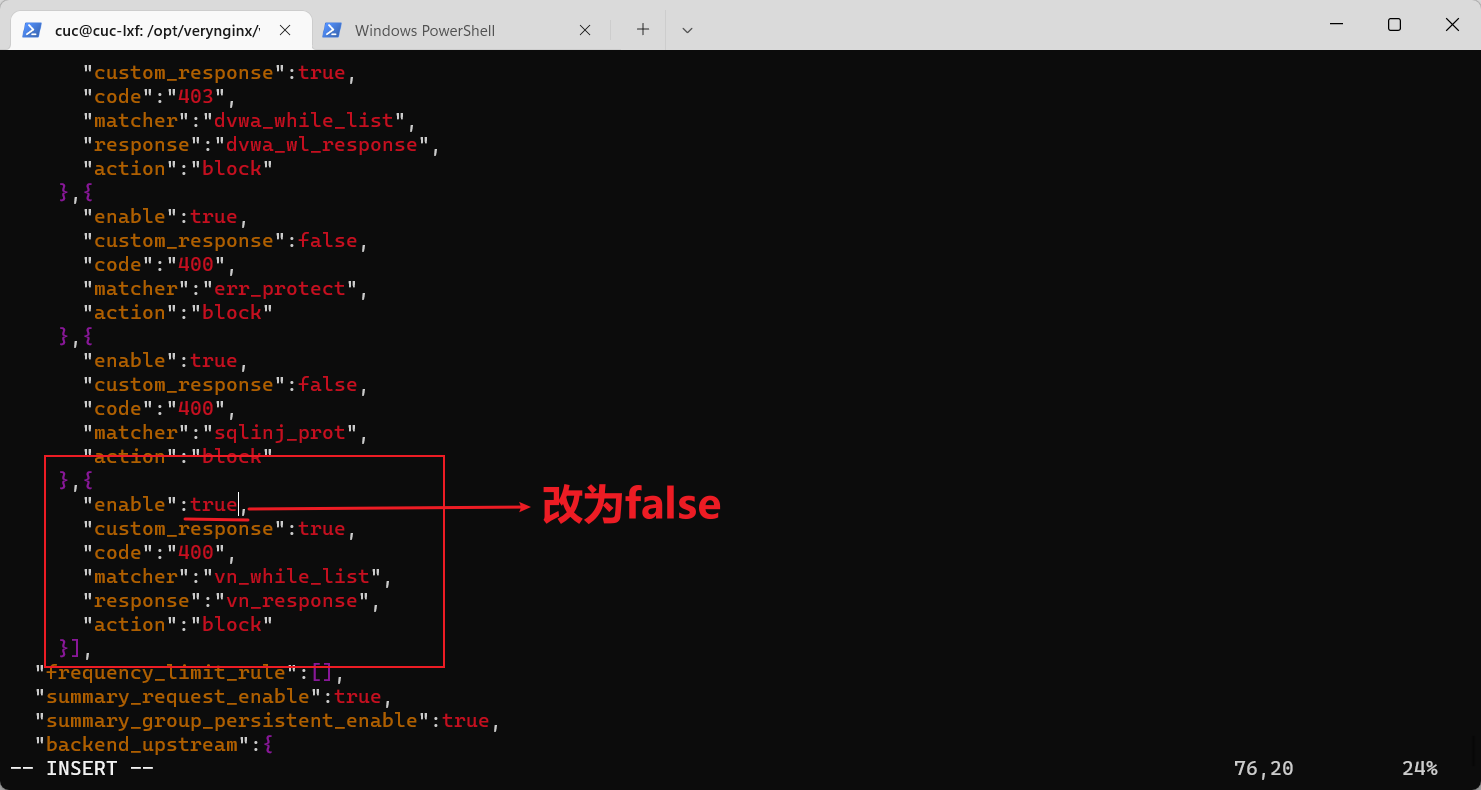 cuc@cuc-lxf: /opt/verynginx/v
Windows PowerShell
"custom_response":true,
"code":"403",
"matcher":"dvwa_while_list",
"response":"dvwa_wl_response",
"action":"block"
},{
"enable":true,
"custom_response":false,
"code":"400",
"matcher":"err_protect",
"action":"block"
},{
"enable":true,
"custom_response":false,
"code":"400",
"matcher":"sqlinj_prot",
"action":"block"
},{
"enable":true,
改为false
"custom_response":true,
"code":"400",
"matcher":"vn_while_list",
"response":"vn_response",
"action":"block"
}],
"frequency_limit_rule":[],
"summary_request_enable":true,
"summary_group_persistent_enable":true,
"backend_upstream":{
-- INSERT -- 76,20 24%